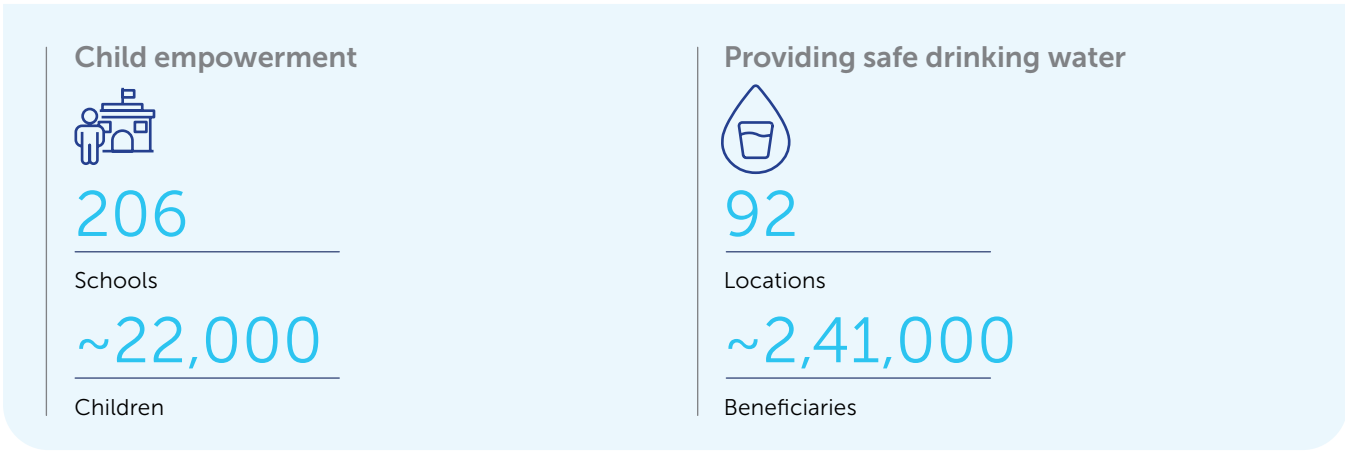 Child empowerment
206
Schools
~22,000
Children
Providing safe drinking water
92
Locations
~2,41,000
Beneficiaries